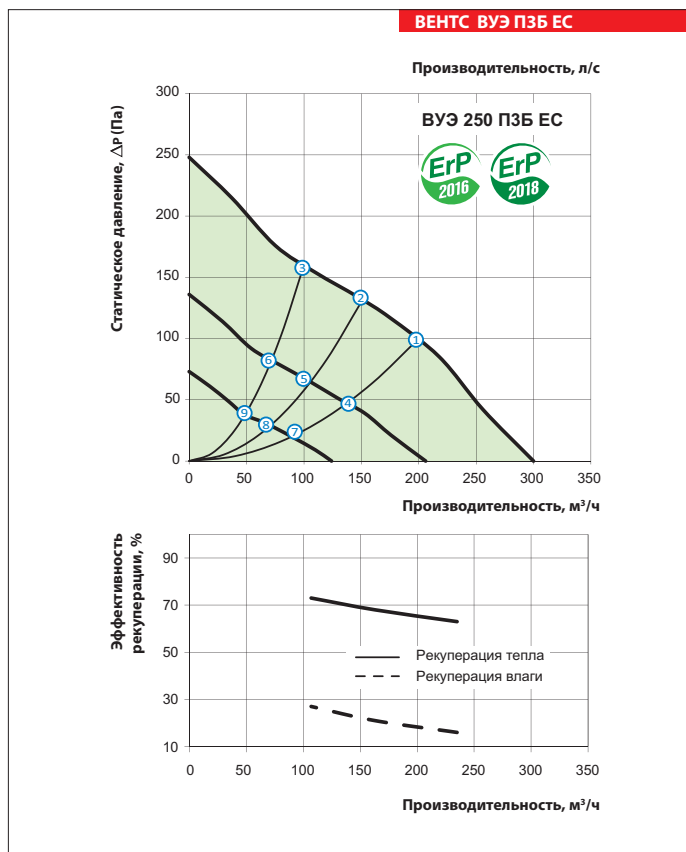 ВЕНТС ВУЭ П3Б ЕС
Производительность, л/с
Статическое давление, △P (Па)
ВУЭ 250 П3Б ЕС
ErP 2016
ErP 2018
300
250
200
150
100
50
0
3
2
1
6
5
4
9
8
7
0 50 100 150 200 250 300 350
Производительность, м³/ч
Эффективность
рекуперации, %
90
70
50
30
10
Рекуперация тепла
Рекуперация влаги
0 50 100 150 200 250 300 350
Производительность, м³/ч